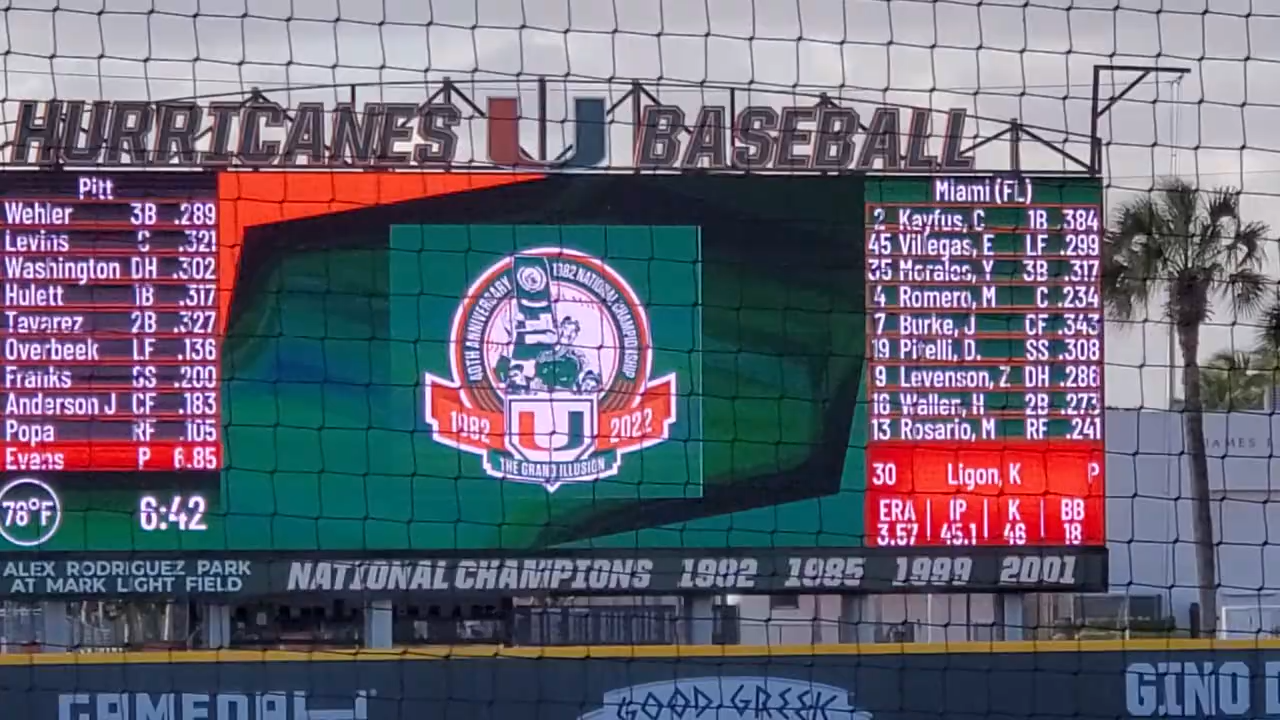 HURRICANES U BASEBALL
Pitt
Wehler 3B .289
Levins C .321
Washington DH .302
Hulett 1B .317
Tavarez 2B .327
Overbeek LF .136
Franks SS .200
Anderson J CF .183
Popa RF .105
Evans P 6.85
78°F 6:42
40TH ANNIVERSARY 1982 NATIONAL CHAMPIONSHIP
1982 U 2022
THE GRAND ILLUSION
Miami (FL)
2 Kayfus, C 1B .384
45 Villegas, E LF .299
35 Morales, Y 3B .317
4 Romero, M C .234
7 Burke, J CF .343
19 Pitelli, D. SS .308
9 Levenson, Z DH .286
16 Waller, H 2B .273
13 Rosario, M RF .241
30 Ligon, K P
ERA IP K BB
3.57 45.1 46 18
ALEX RODRIGUEZ PARK
AT MARK LIGHT FIELD
NATIONAL CHAMPIONS 1982 1985 1999 2001
JAMES
GOOD GREEK
GINO